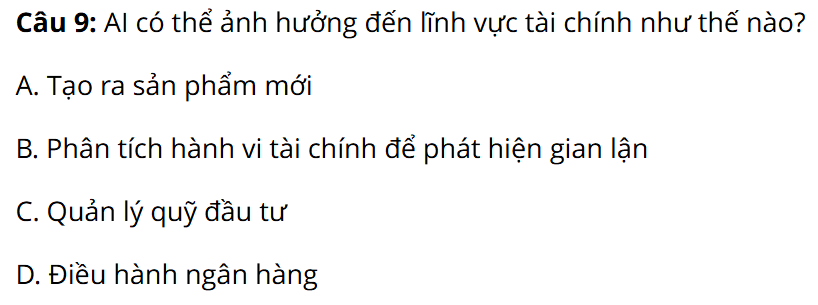 Câu 9: AI có thể ảnh hưởng đến lĩnh vực tài chính như thế nào?
A. Tạo ra sản phẩm mới
B. Phân tích hành vi tài chính để phát hiện gian lận
C. Quản lý quỹ đầu tư
D. Điều hành ngân hàng